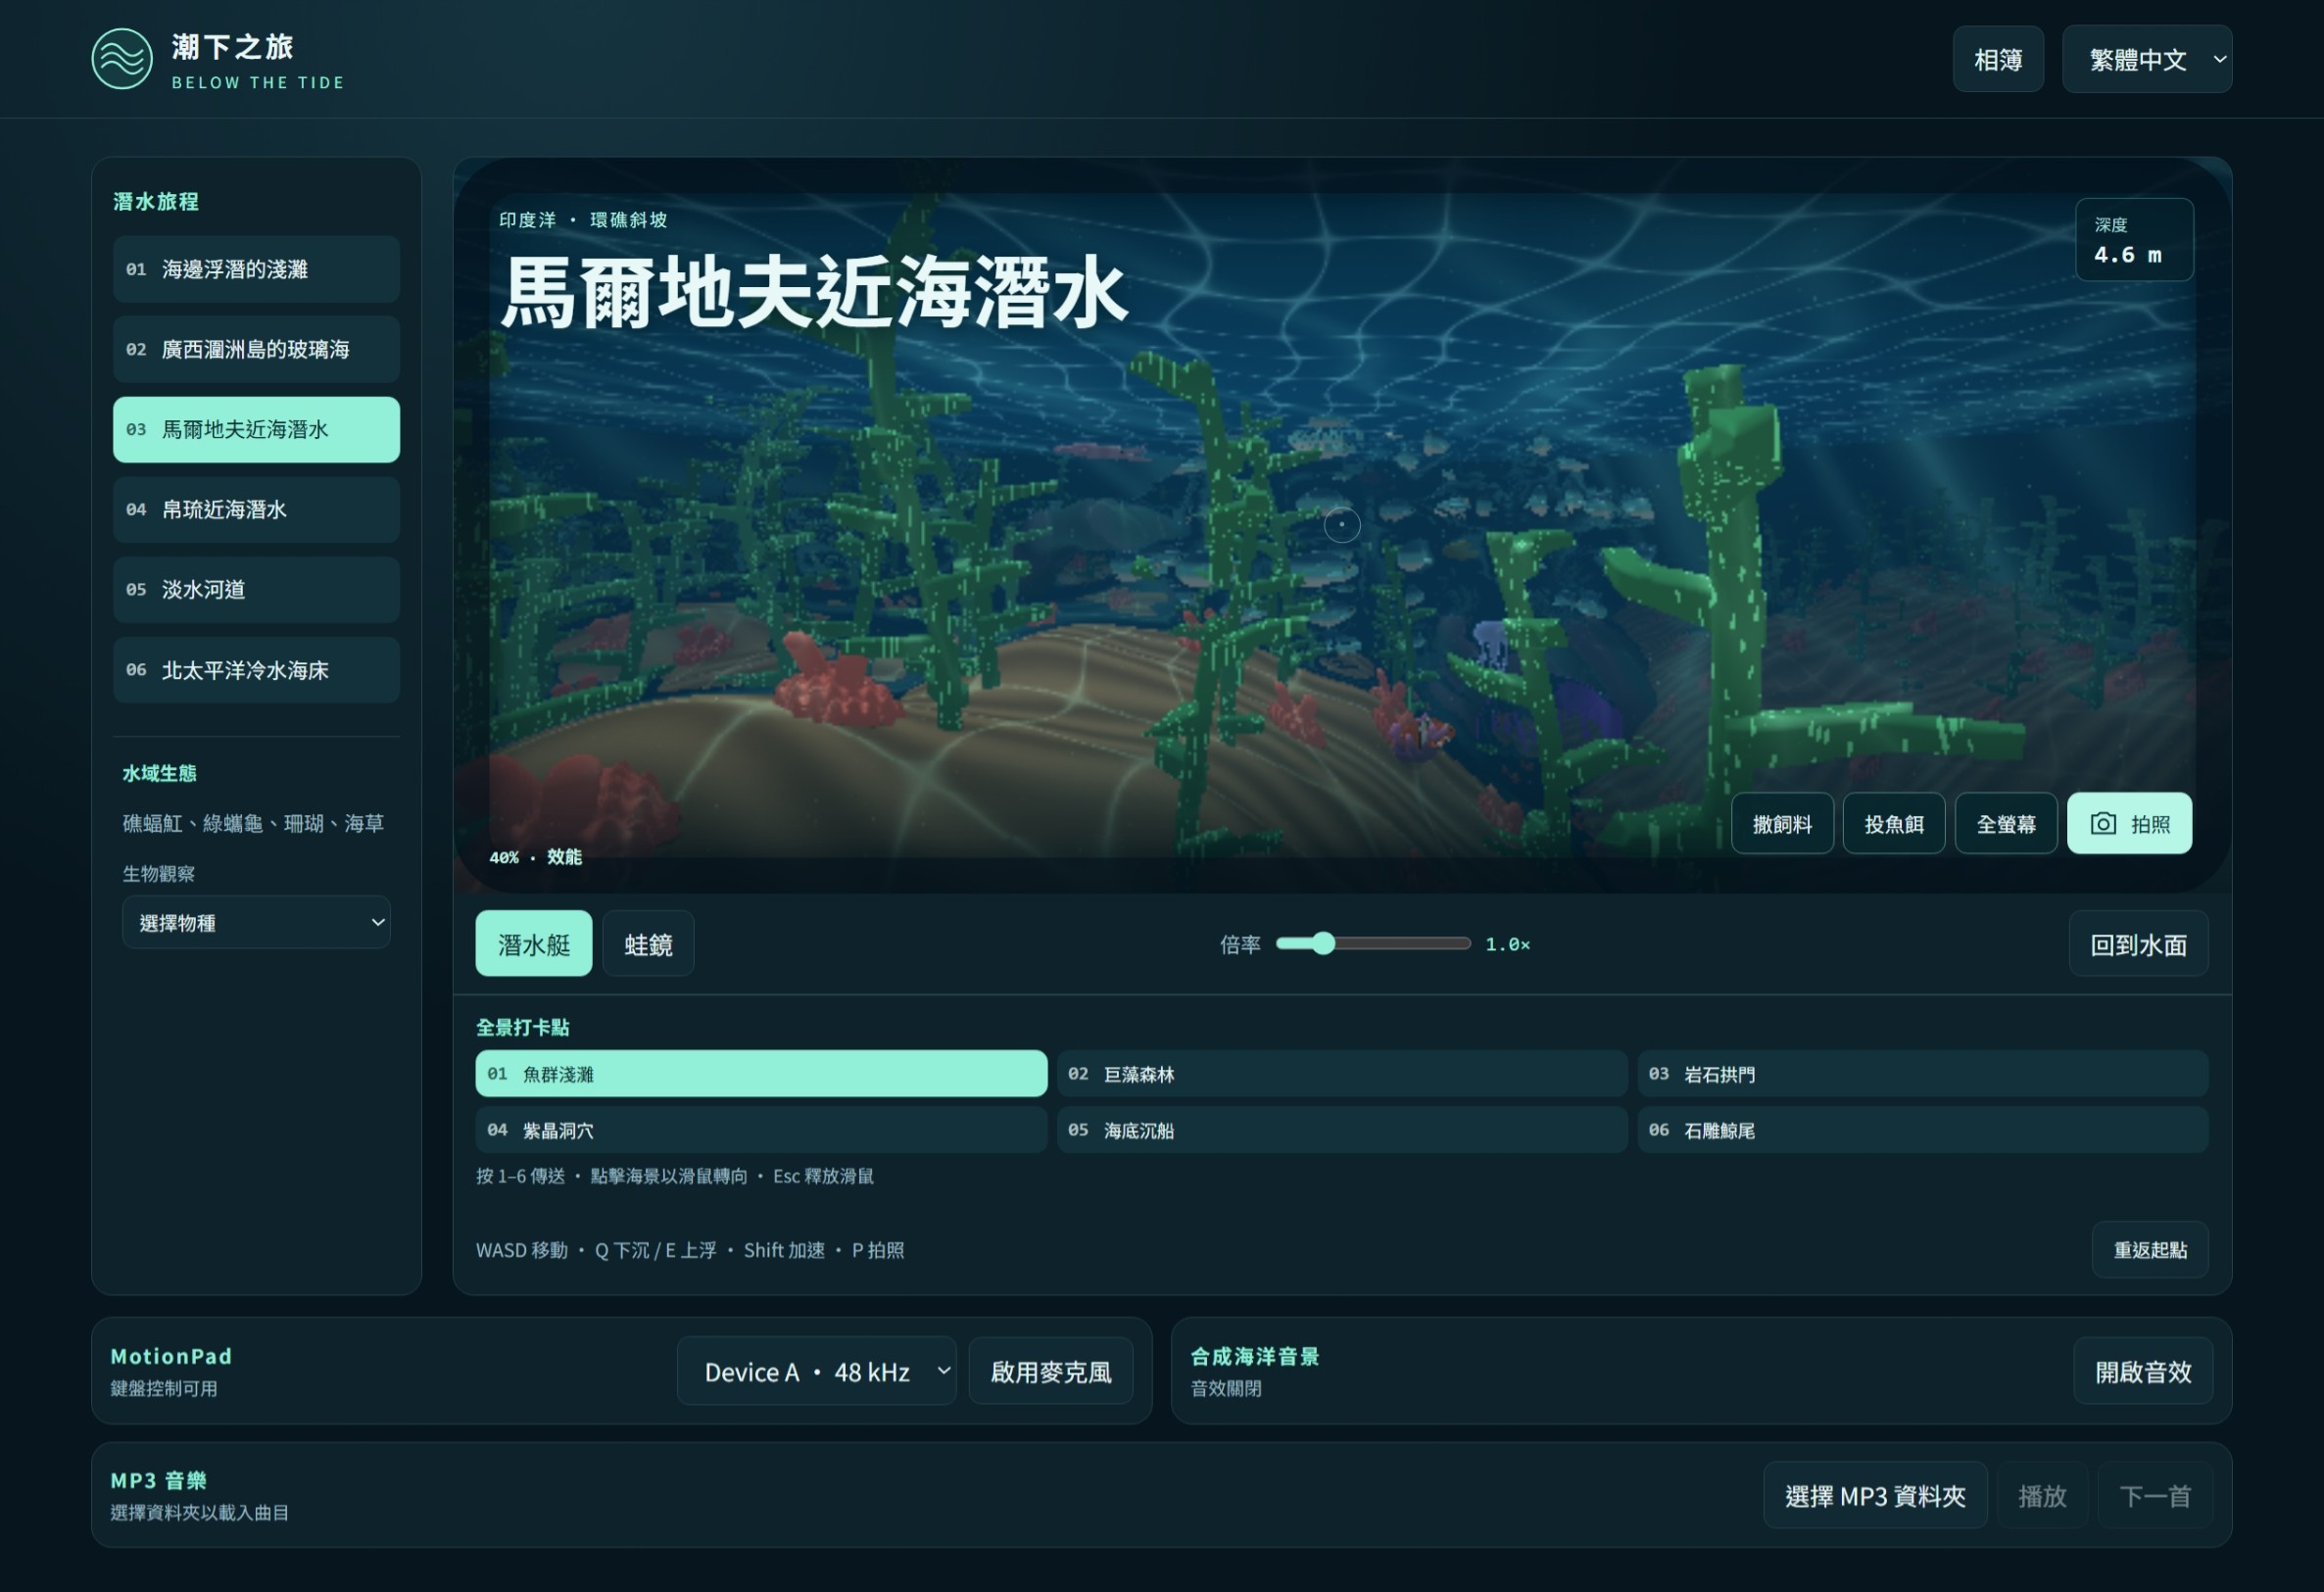 潮下之旅
BELOW THE TIDE
相簿
繁體中文
潛水旅程
01 海邊浮潛的淺灘
02 廣西潿洲島的玻璃海
03 馬爾地夫近海潛水
04 帛琉近海潛水
05 淡水河道
06 北太平洋冷水海床
水域生態
礁蝠魟、綠蠵龜、珊瑚、海草
生物觀察
選擇物種
印度洋 · 環礁斜坡
馬爾地夫近海潛水
深度
4.6 m
40% · 效能
撒飼料
投魚餌
全螢幕
拍照
潛水艇
蛙鏡
倍率
1.0×
回到水面
全景打卡點
01 魚群淺灘
02 巨藻森林
03 岩石拱門
04 紫晶洞穴
05 海底沉船
06 石雕鯨尾
按 1–6 傳送 · 點擊海景以滑鼠轉向 · Esc 釋放滑鼠
WASD 移動 · Q 下沉 / E 上浮 · Shift 加速 · P 拍照
重返起點
MotionPad
鍵盤控制可用
Device A · 48 kHz
啟用麥克風
合成海洋音景
音效關閉
開啟音效
MP3 音樂
選擇資料夾以載入曲目
選擇 MP3 資料夾
播放
下一首